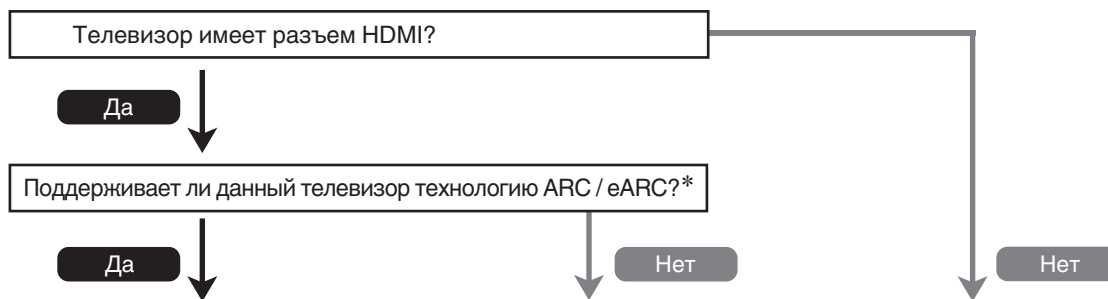 Телевизор имеет разъем HDMI?
Да
Поддерживает ли данный телевизор технологию ARC / eARC?*
Да
Нет
Нет